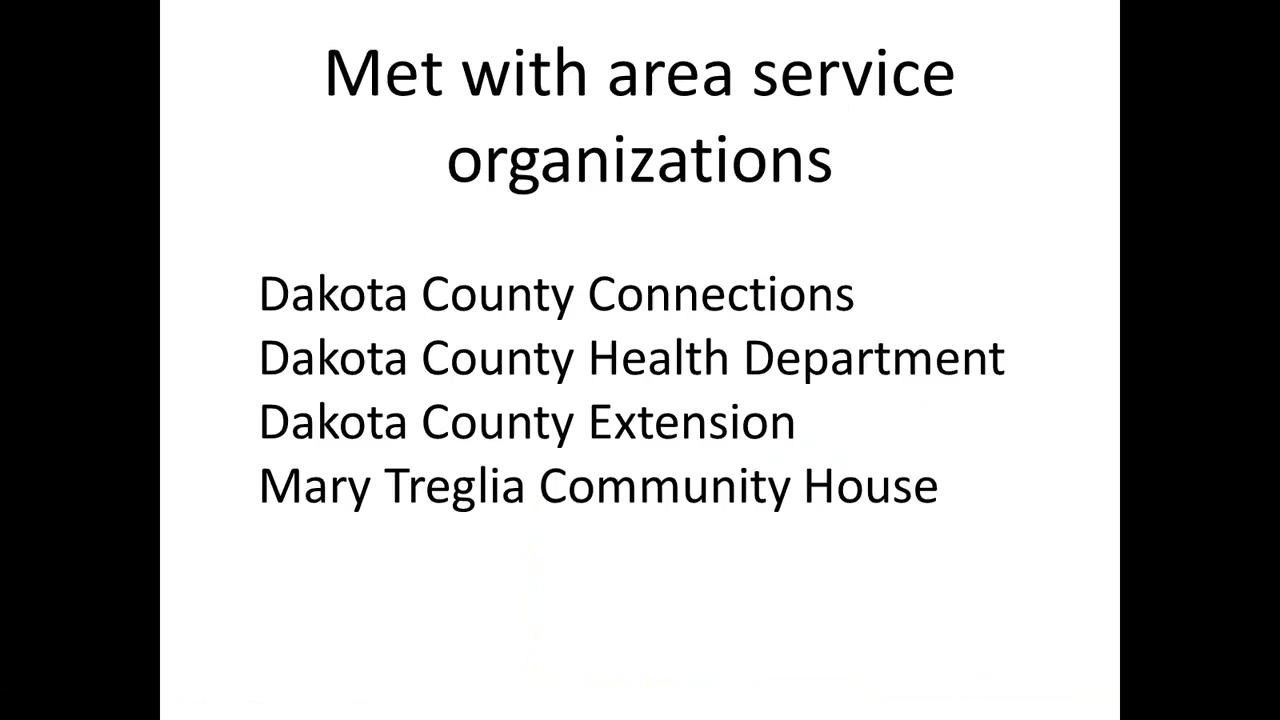 Met with area service
organizations
Dakota County Connections
Dakota County Health Department
Dakota County Extension
Mary Treglia Community House